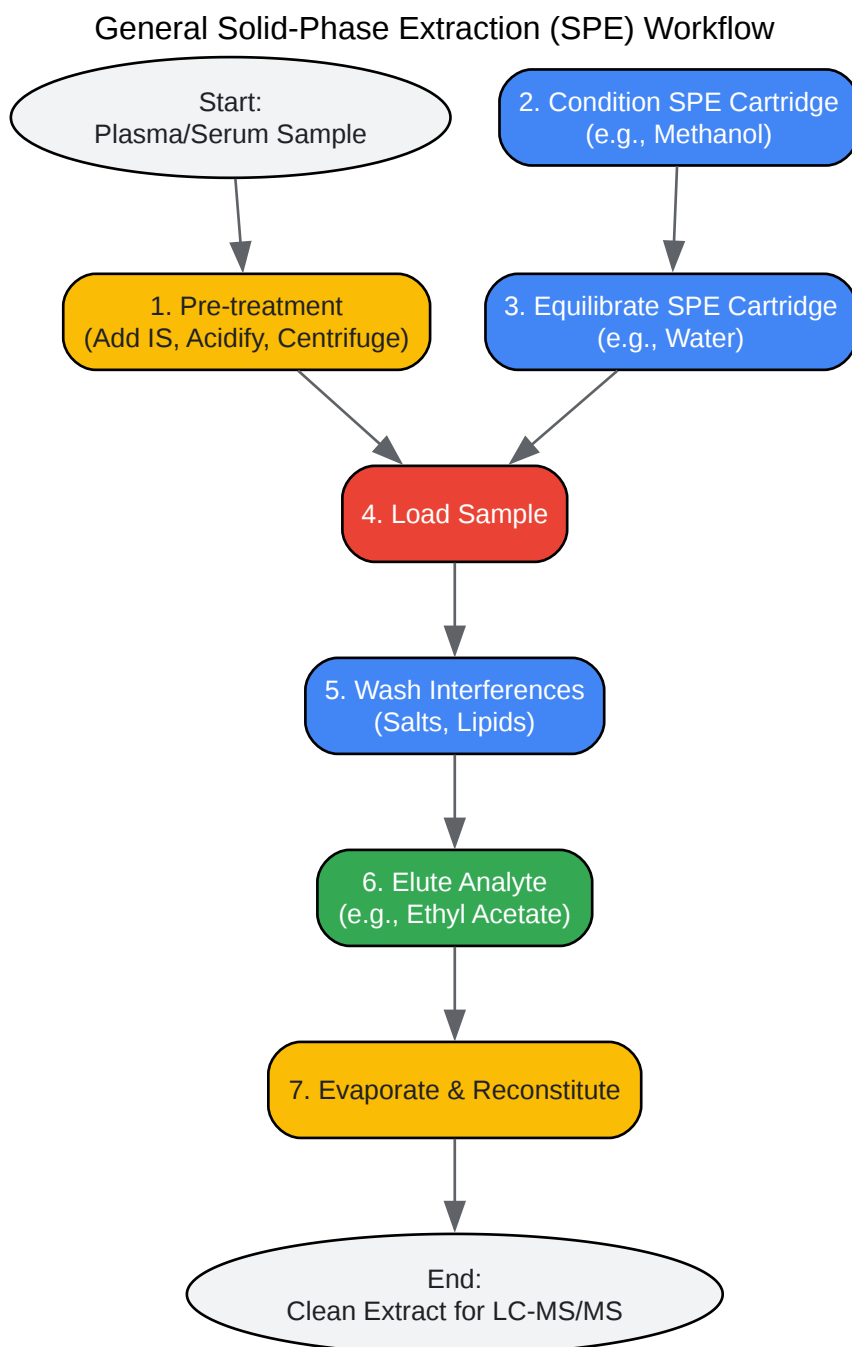 General Solid-Phase Extraction (SPE) Workflow
Start:
Plasma/Serum Sample
2. Condition SPE Cartridge
(e.g., Methanol)
1. Pre-treatment
(Add IS, Acidify, Centrifuge)
3. Equilibrate SPE Cartridge
(e.g., Water)
4. Load Sample
5. Wash Interferences
(Salts, Lipids)
6. Elute Analyte
(e.g., Ethyl Acetate)
7. Evaporate & Reconstitute
End:
Clean Extract for LC-MS/MS